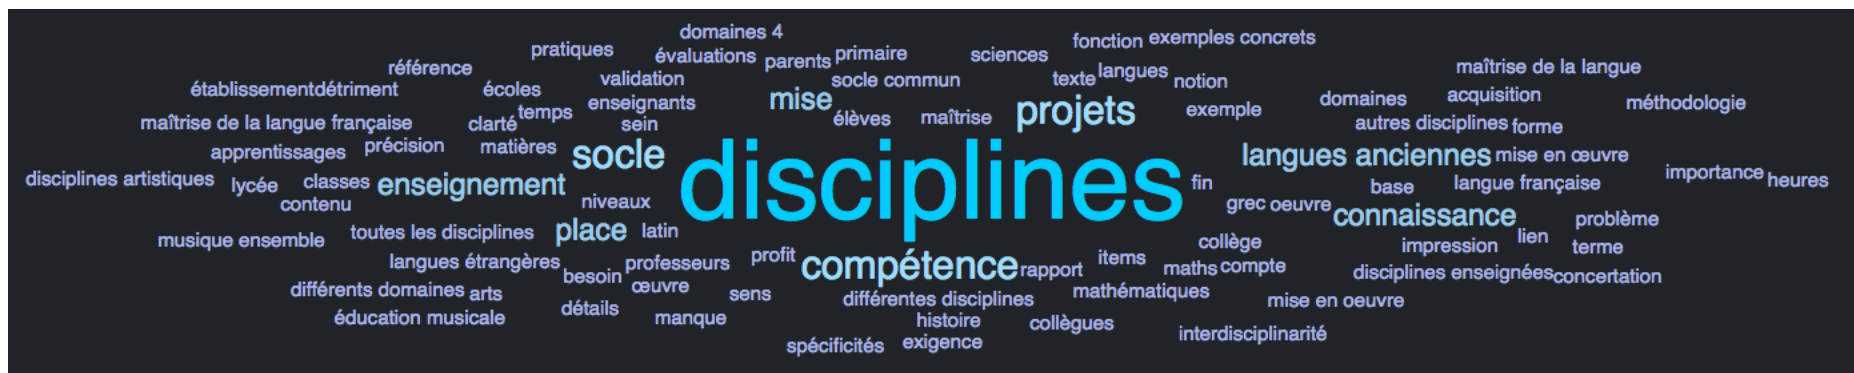 domaines 4
pratiques
évaluations
parents
primaire
sciences
fonction
exemples concrets
référence
validation
socle commun
texte
langues
notion
maîtrise de la langue
établissement
détriment
écoles
enseignants
mise
projets
exemple
domaines
acquisition
méthodologie
temps
maîtrise de la langue française
clarté
sein
élèves
maîtrise
autres disciplines
forme
apprentissages
précision
matières
socle
disciplines
langues anciennes
mise en œuvre
disciplines artistiques
lycée
classes
enseignement
niveaux
fin
base
langue française
importance
heures
contenu
grec
oeuvre
connaissance
problème
musique ensemble
toutes les disciplines
place
latin
collège
impression
lien
terme
langues étrangères
besoin
professeurs
profit
compétence
rapport
items
maths
compte
disciplines enseignées
concertation
différents domaines
arts
œuvre
sens
différentes disciplines
mathématiques
mise en oeuvre
éducation musicale
détails
manque
histoire
collègues
interdisciplinarité
spécificités
exigence